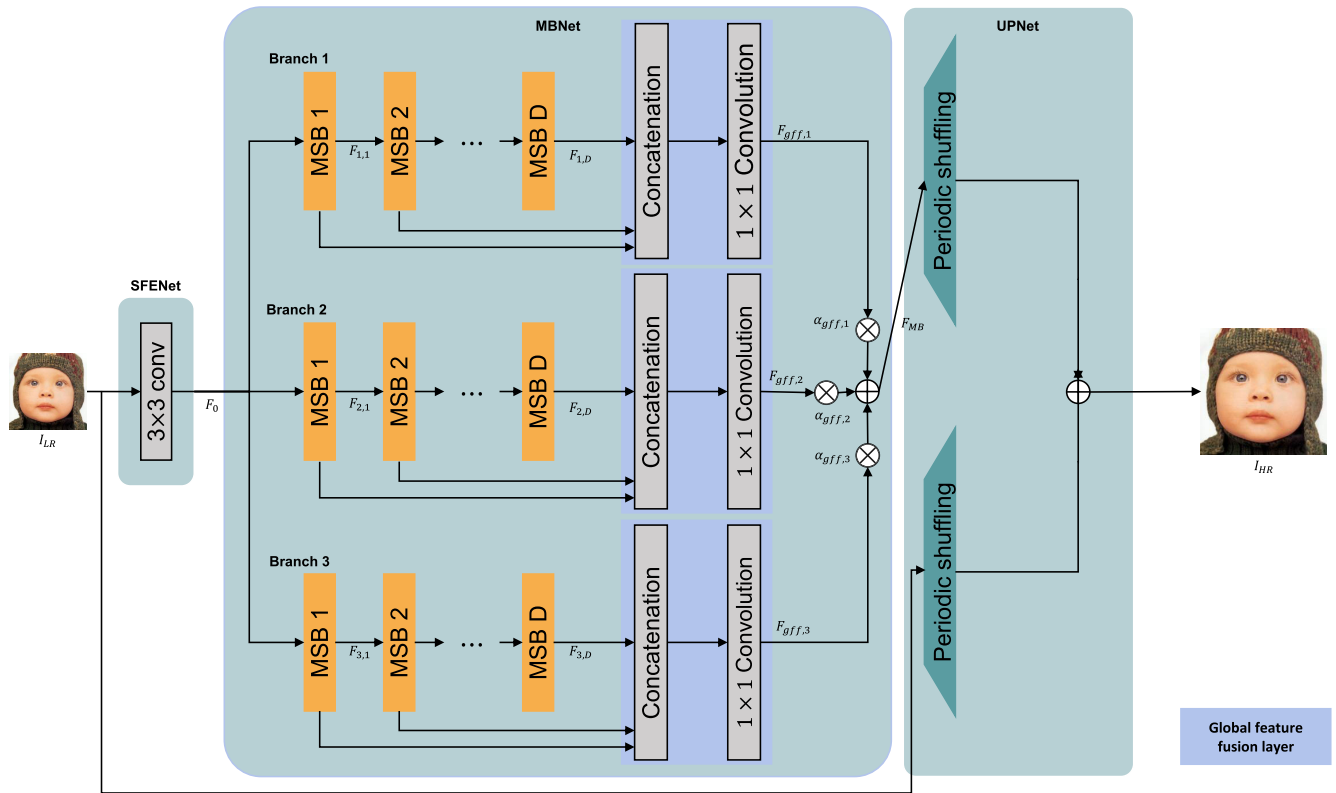 MBNet
UPNet
Branch 1
MSB 1
F_{1,1}
MSB 2
...
MSB D
F_{1,D}
Concatenation
1 × 1 Convolution
F_{gff,1}
Periodic shuffling
SFENet
3×3 conv
I_{LR}
F_0
Branch 2
MSB 1
F_{2,1}
MSB 2
...
MSB D
F_{2,D}
Concatenation
1 × 1 Convolution
F_{gff,2}
α_{gff,1}
α_{gff,2}
α_{gff,3}
F_{MB}
I_{HR}
Branch 3
MSB 1
F_{3,1}
MSB 2
...
MSB D
F_{3,D}
Concatenation
1 × 1 Convolution
F_{gff,3}
Periodic shuffling
Global feature
fusion layer